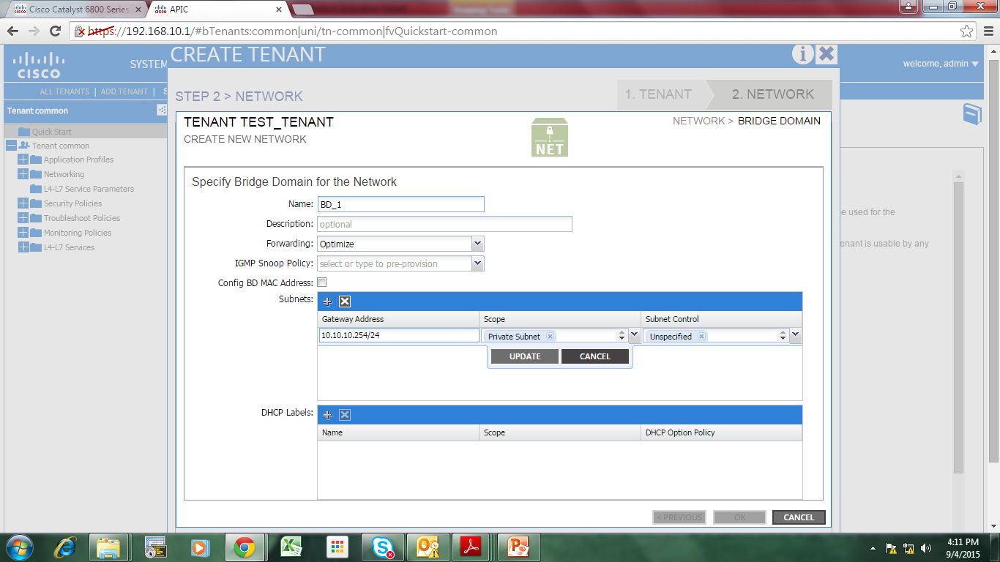 Cisco Catalyst 6800 Series
APIC
https://192.168.10.1/#bTenants:common|uni/tn-common|fvQuickstart-common
CISCO
SYSTEM
CREATE TENANT
i
welcome, admin
ALL TENANTS | ADD TENANT |
STEP 2 > NETWORK
1. TENANT
2. NETWORK
Tenant common
Quick Start
Tenant common
Application Profiles
Networking
L4-L7 Service Parameters
Security Policies
Troubleshoot Policies
Monitoring Policies
L4-L7 Services
TENANT TEST_TENANT
CREATE NEW NETWORK
NET
NETWORK > BRIDGE DOMAIN
Specify Bridge Domain for the Network
Name: BD_1
Description: optional
Forwarding: Optimize
IGMP Snoop Policy: select or type to pre-provision
Config BD MAC Address:
Subnets:
Gateway Address Scope Subnet Control
10.10.10.254/24 Private Subnet Unspecified
UPDATE CANCEL
DHCP Labels:
Name Scope DHCP Option Policy
e used for the
enant is usable by any
< PREVIOUS OK CANCEL
4:11 PM
9/4/2015